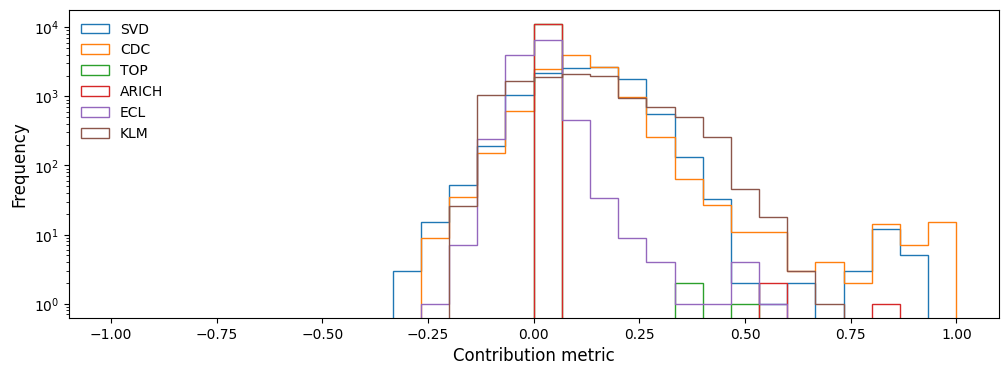 SVD
CDC
TOP
ARICH
ECL
KLM
Frequency
10⁴
10³
10²
10¹
10⁰
−1.00 −0.75 −0.50 −0.25 0.00 0.25 0.50 0.75 1.00
Contribution metric